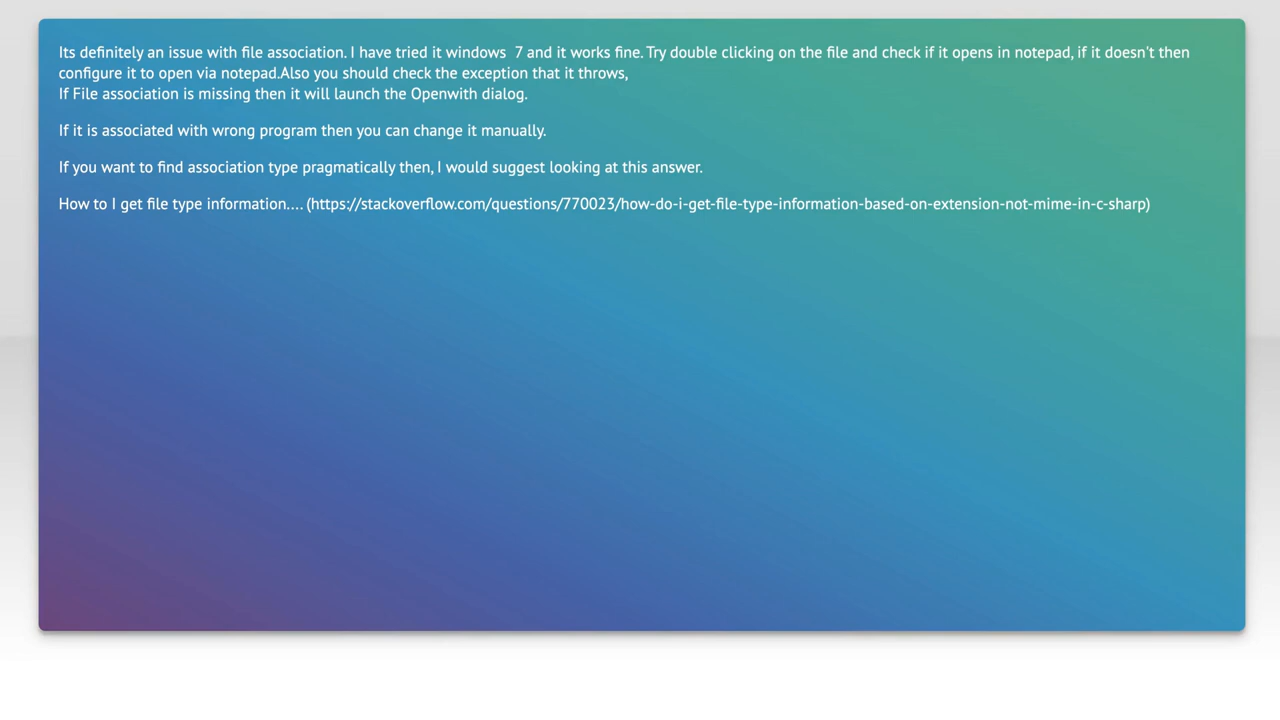 Its definitely an issue with file association. I have tried it windows  7 and it works fine. Try double clicking on the file and check if it opens in notepad, if it doesn't then
configure it to open via notepad.Also you should check the exception that it throws,
If File association is missing then it will launch the Openwith dialog.
If it is associated with wrong program then you can change it manually.
If you want to find association type pragmatically then, I would suggest looking at this answer.
How to I get file type information.... (https://stackoverflow.com/questions/770023/how-do-i-get-file-type-information-based-on-extension-not-mime-in-c-sharp)